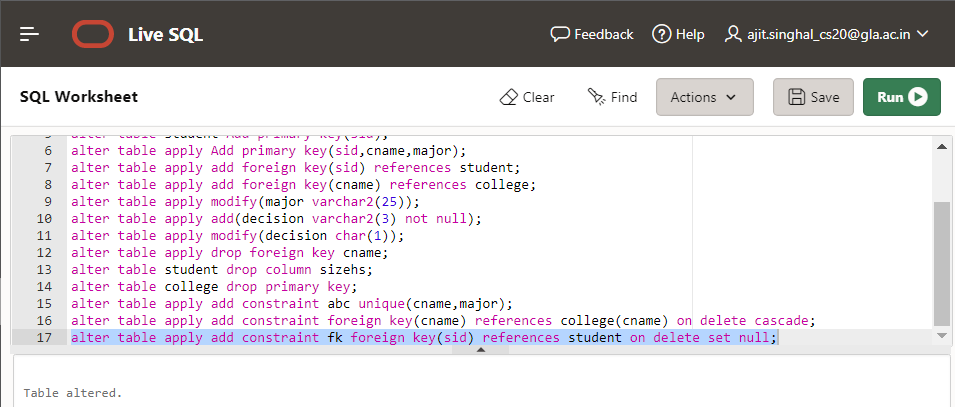 Live SQL
Feedback
Help
ajit.singhal_cs20@gla.ac.in
SQL Worksheet
Clear
Find
Actions
Save
Run
5 alter table student Add primary key(sid);
6 alter table apply Add primary key(sid,cname,major);
7 alter table apply add foreign key(sid) references student;
8 alter table apply add foreign key(cname) references college;
9 alter table apply modify(major varchar2(25));
10 alter table apply add(decision varchar2(3) not null);
11 alter table apply modify(decision char(1));
12 alter table apply drop foreign key cname;
13 alter table student drop column sizehs;
14 alter table college drop primary key;
15 alter table apply add constraint abc unique(cname,major);
16 alter table apply add constraint foreign key(cname) references college(cname) on delete cascade;
17 alter table apply add constraint fk foreign key(sid) references student on delete set null;
Table altered.